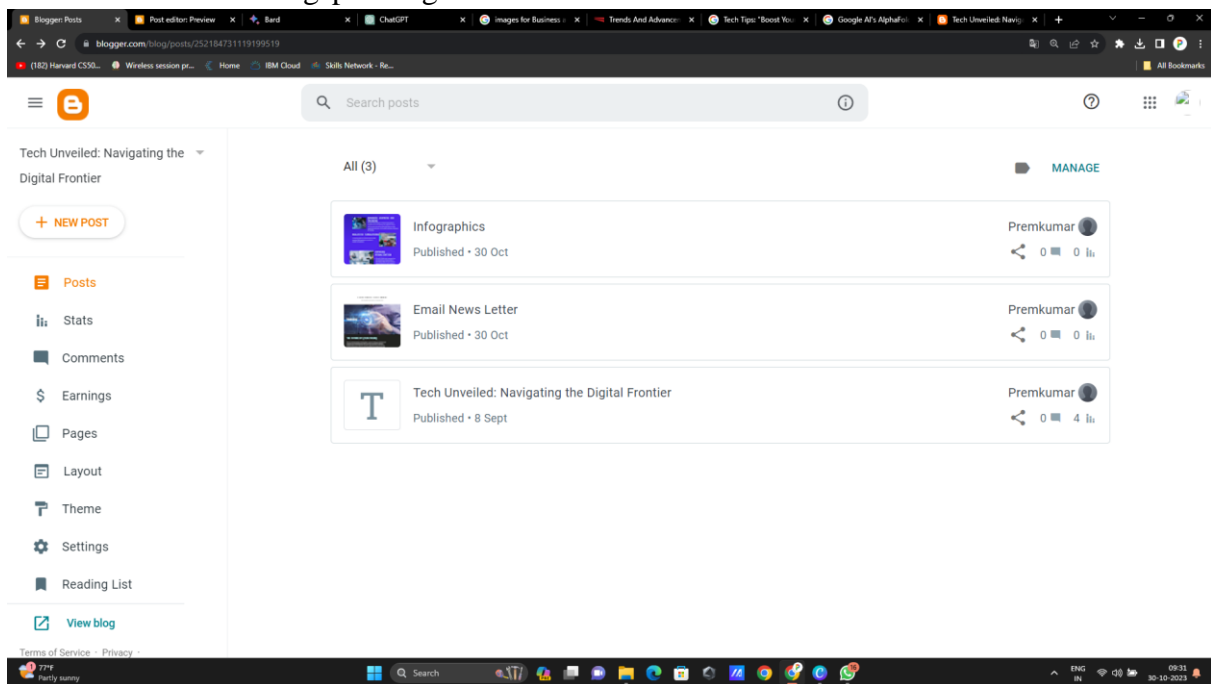 Blogger: Posts
Post editor: Preview
Bard
ChatGPT
images for Business
Trends And Advance
Tech Tips: "Boost You
Google AI's AlphaFol
Tech Unveiled: Navig
blogger.com/blog/posts/252184731119199519
(182) Harvard CS50...
Wireless session pr...
Home
IBM Cloud
Skills Network - Re...
All Bookmarks
Search posts
Tech Unveiled: Navigating the
Digital Frontier
NEW POST
Posts
Stats
Comments
Earnings
Pages
Layout
Theme
Settings
Reading List
View blog
Terms of Service · Privacy ·
All (3)
MANAGE
Infographics
Premkumar
Published • 30 Oct
0 0
Email News Letter
Premkumar
Published • 30 Oct
0 0
T
Tech Unveiled: Navigating the Digital Frontier
Premkumar
Published • 8 Sept
0 4
1
77°F
Partly sunny
Search
ENG
IN
09:31
30-10-2023